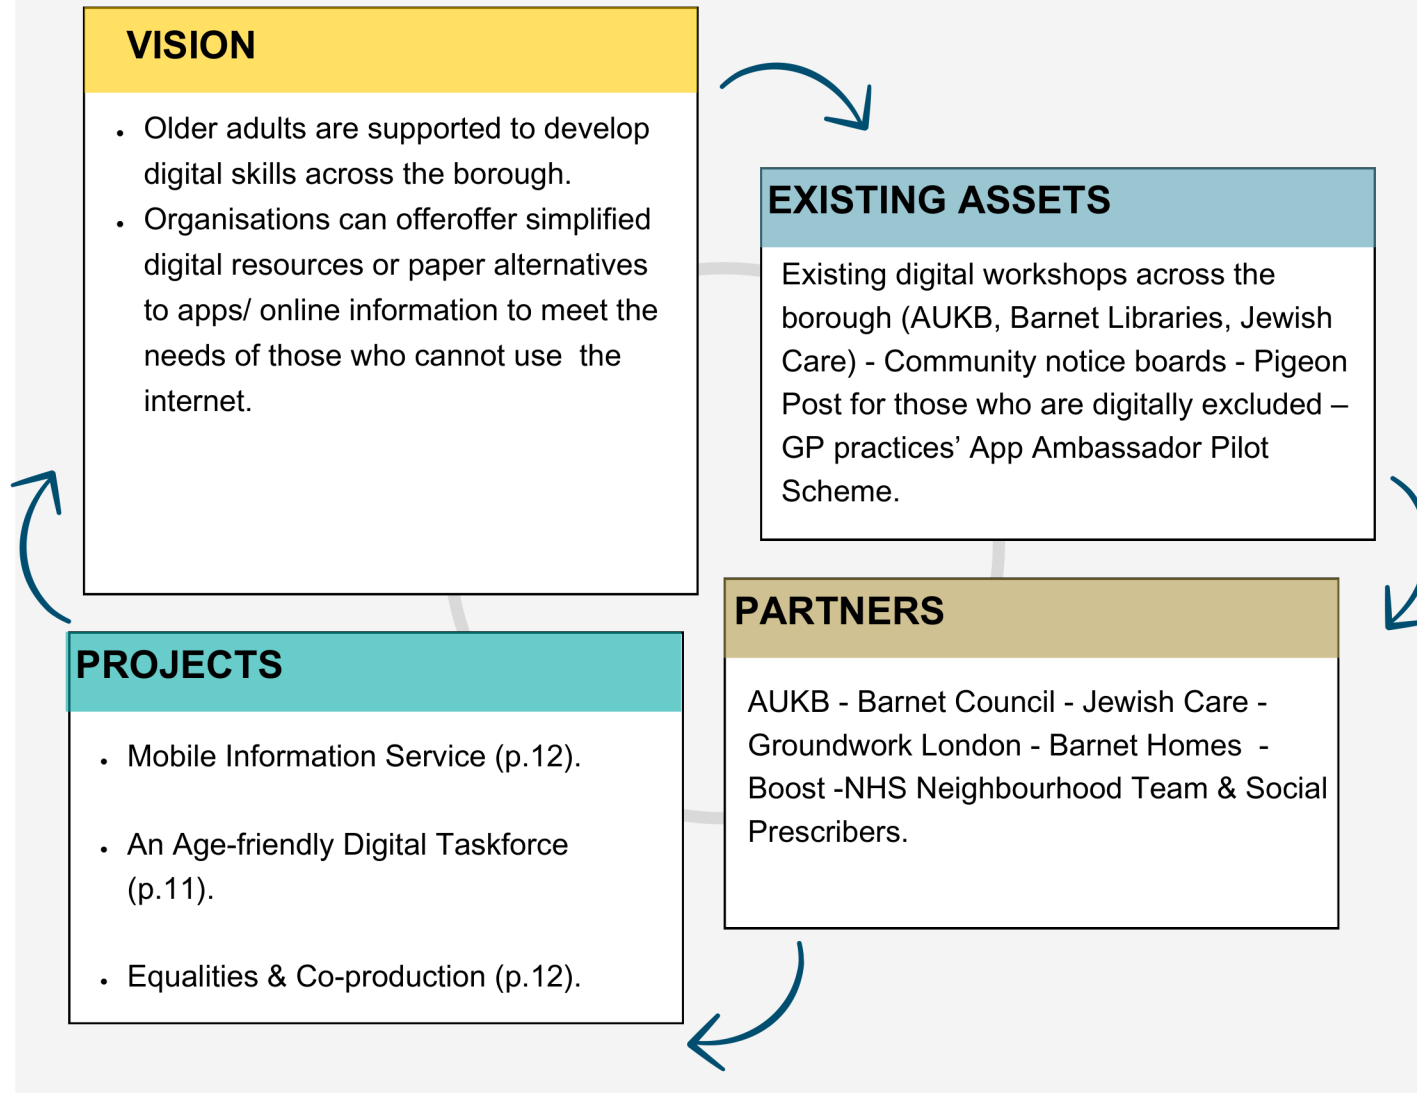 VISION
• Older adults are supported to develop
digital skills across the borough.
• Organisations can offeroffer simplified
digital resources or paper alternatives
to apps/ online information to meet the
needs of those who cannot use  the
internet.
EXISTING ASSETS
Existing digital workshops across the
borough (AUKB, Barnet Libraries, Jewish
Care) - Community notice boards - Pigeon
Post for those who are digitally excluded –
GP practices’ App Ambassador Pilot
Scheme.
PARTNERS
AUKB - Barnet Council - Jewish Care -
Groundwork London - Barnet Homes  -
Boost -NHS Neighbourhood Team & Social
Prescribers.
PROJECTS
• Mobile Information Service (p.12).
• An Age-friendly Digital Taskforce
(p.11).
• Equalities & Co-production (p.12).